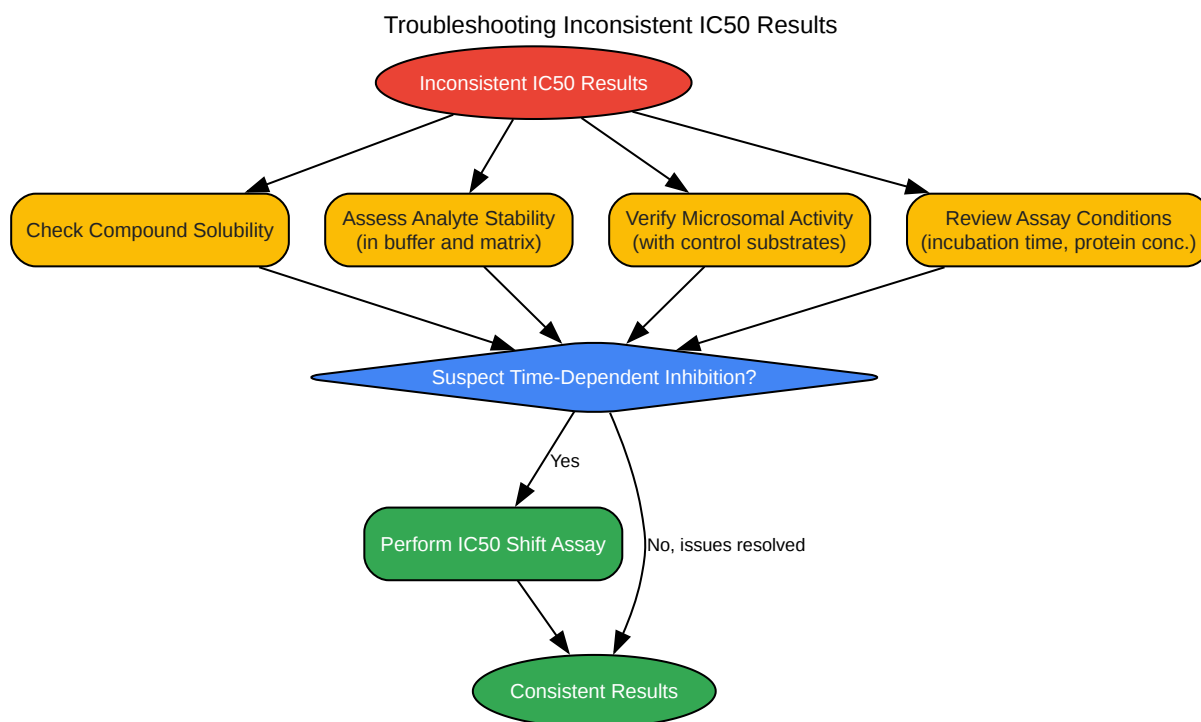 Troubleshooting Inconsistent IC50 Results
Inconsistent IC50 Results
Check Compound Solubility
Assess Analyte Stability
(in buffer and matrix)
Verify Microsomal Activity
(with control substrates)
Review Assay Conditions
(incubation time, protein conc.)
Suspect Time-Dependent Inhibition?
Yes
Perform IC50 Shift Assay
No, issues resolved
Consistent Results